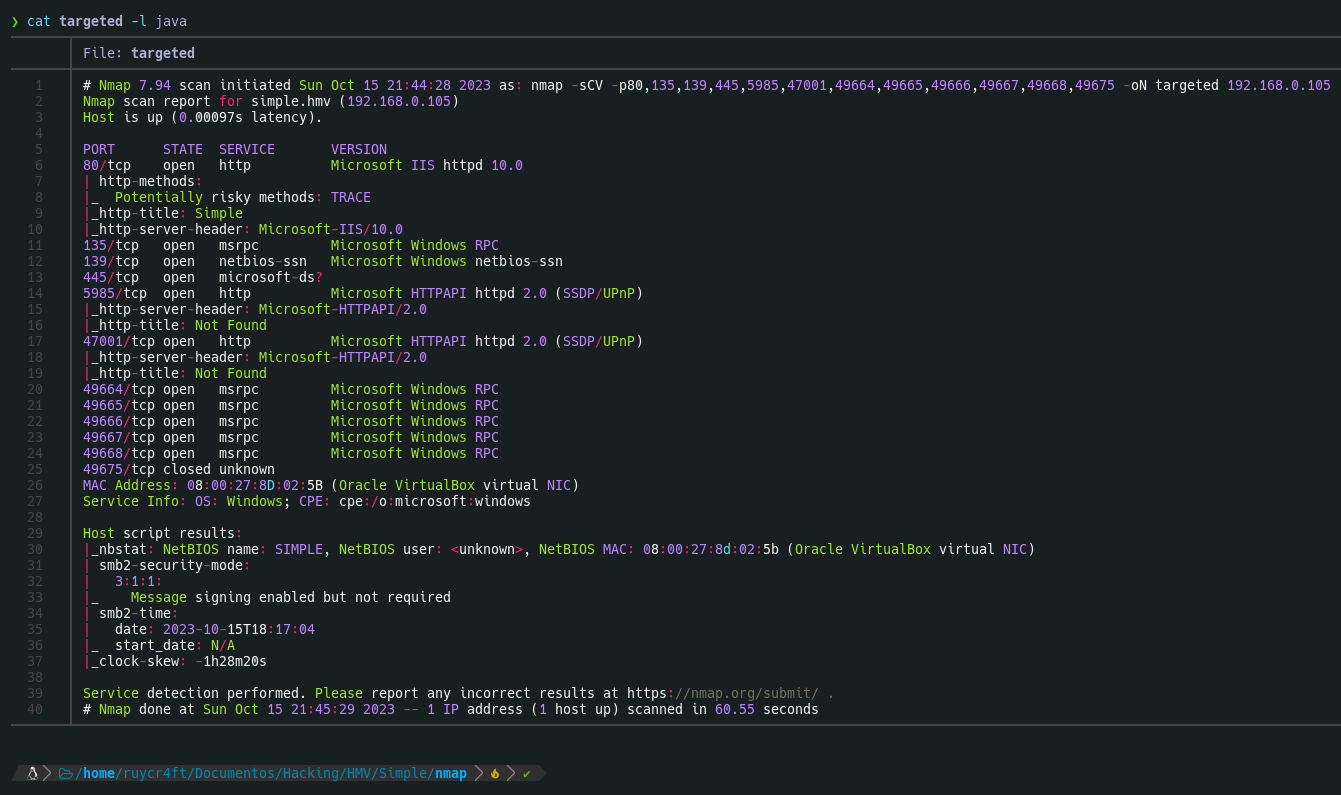 ❯ cat targeted -l java
File: targeted
1 # Nmap 7.94 scan initiated Sun Oct 15 21:44:28 2023 as: nmap -sCV -p80,135,139,445,5985,47001,49664,49665,49666,49667,49668,49675 -oN targeted 192.168.0.105
2 Nmap scan report for simple.hmv (192.168.0.105)
3 Host is up (0.00097s latency).
4
5 PORT      STATE  SERVICE       VERSION
6 80/tcp    open   http          Microsoft IIS httpd 10.0
7 | http-methods:
8 |_  Potentially risky methods: TRACE
9 |_http-title: Simple
10 |_http-server-header: Microsoft-IIS/10.0
11 135/tcp   open   msrpc         Microsoft Windows RPC
12 139/tcp   open   netbios-ssn   Microsoft Windows netbios-ssn
13 445/tcp   open   microsoft-ds?
14 5985/tcp  open   http          Microsoft HTTPAPI httpd 2.0 (SSDP/UPnP)
15 |_http-server-header: Microsoft-HTTPAPI/2.0
16 |_http-title: Not Found
17 47001/tcp open   http          Microsoft HTTPAPI httpd 2.0 (SSDP/UPnP)
18 |_http-server-header: Microsoft-HTTPAPI/2.0
19 |_http-title: Not Found
20 49664/tcp open   msrpc         Microsoft Windows RPC
21 49665/tcp open   msrpc         Microsoft Windows RPC
22 49666/tcp open   msrpc         Microsoft Windows RPC
23 49667/tcp open   msrpc         Microsoft Windows RPC
24 49668/tcp open   msrpc         Microsoft Windows RPC
25 49675/tcp closed unknown
26 MAC Address: 08:00:27:8D:02:5B (Oracle VirtualBox virtual NIC)
27 Service Info: OS: Windows; CPE: cpe:/o:microsoft:windows
28
29 Host script results:
30 |_nbstat: NetBIOS name: SIMPLE, NetBIOS user: <unknown>, NetBIOS MAC: 08:00:27:8d:02:5b (Oracle VirtualBox virtual NIC)
31 | smb2-security-mode:
32 |   3:1:1:
33 |_    Message signing enabled but not required
34 | smb2-time:
35 |   date: 2023-10-15T18:17:04
36 |_  start_date: N/A
37 |_clock-skew: -1h28m20s
38
39 Service detection performed. Please report any incorrect results at https://nmap.org/submit/ .
40 # Nmap done at Sun Oct 15 21:45:29 2023 -- 1 IP address (1 host up) scanned in 60.55 seconds
/home/ruycr4ft/Documentos/Hacking/HMV/Simple/nmap